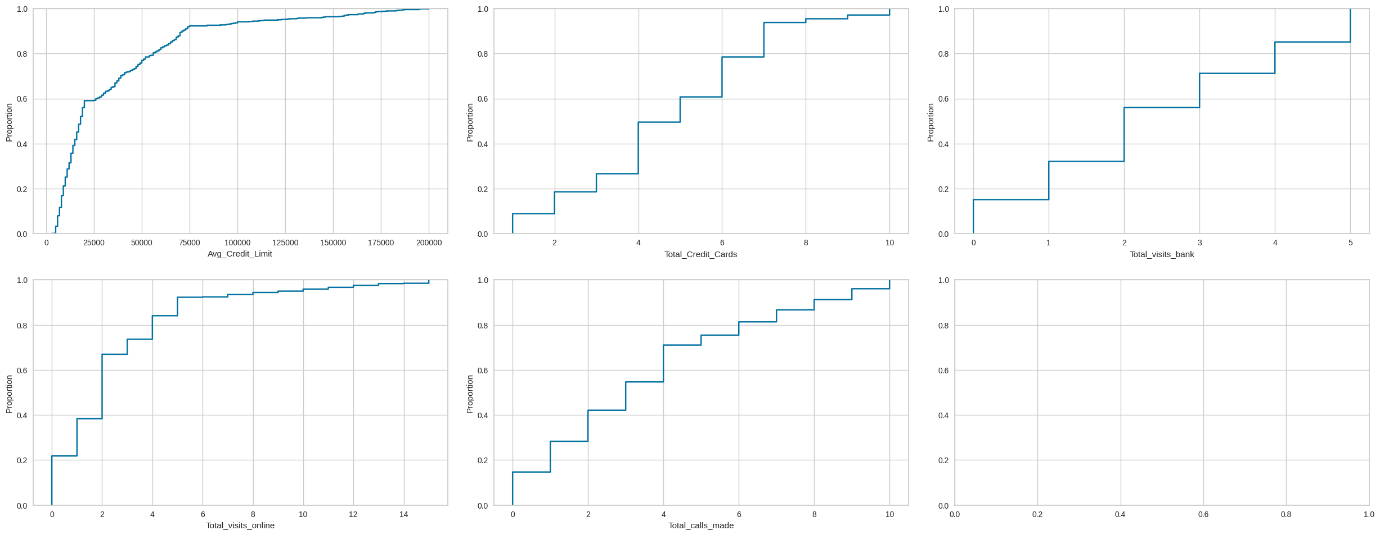 1.0 1.0 1.0
0.8 0.8 0.8
0.6 0.6 0.6
Proportion Proportion Proportion
0.4 0.4 0.4
0.2 0.2 0.2
0.0 0.0 0.0
0 25000 50000 75000 100000 125000 150000 175000 200000 2 4 6 8 10 0 1 2 3 4 5
Avg_Credit_Limit Total_Credit_Cards Total_visits_bank
1.0 1.0 1.0
0.8 0.8 0.8
0.6 0.6 0.6
Proportion Proportion
0.4 0.4 0.4
0.2 0.2 0.2
0.0 0.0 0.0
0 2 4 6 8 10 12 14 0 2 4 6 8 10 0.0 0.2 0.4 0.6 0.8 1.0
Total_visits_online Total_calls_made